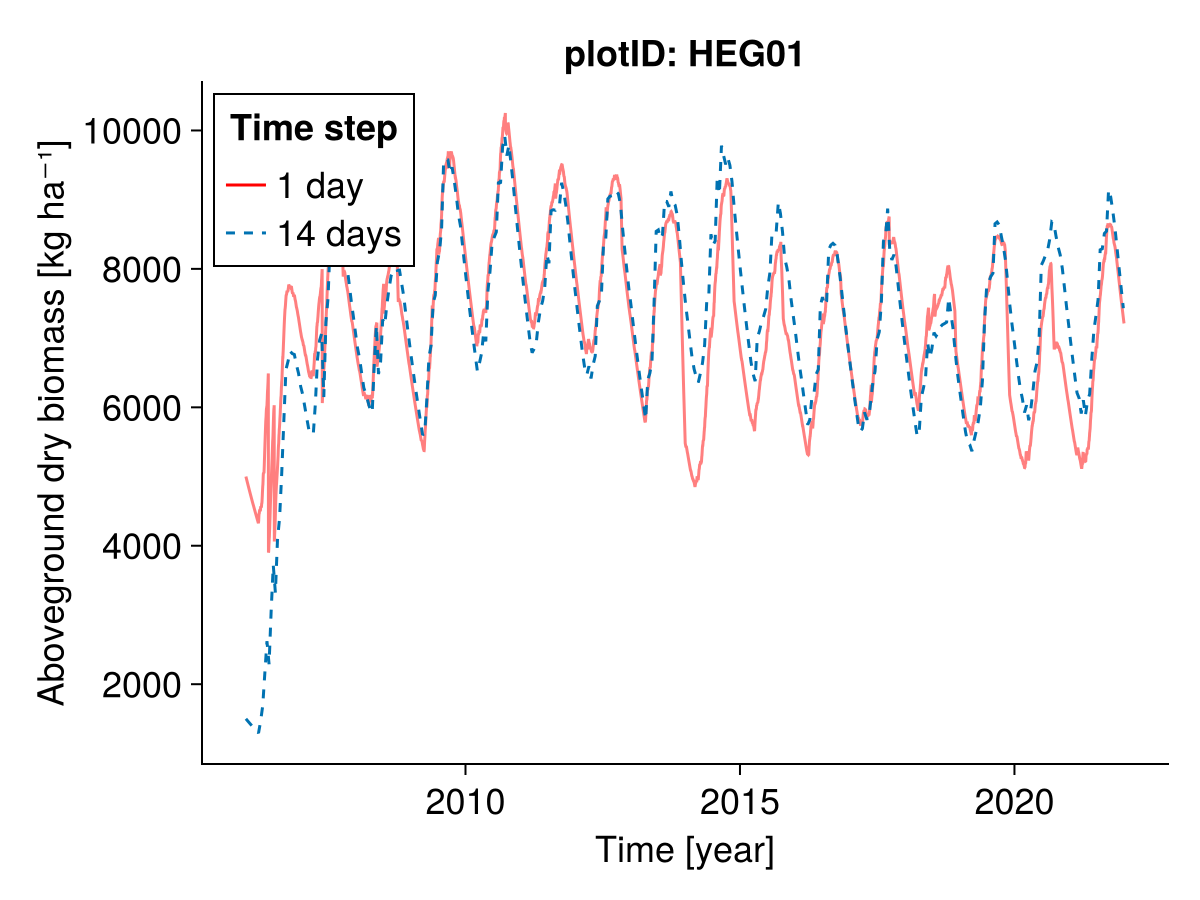 plotID: HEG01
Time step
1 day
14 days
Aboveground dry biomass [kg ha⁻¹]
10000
8000
6000
4000
2000
2010
2015
2020
Time [year]